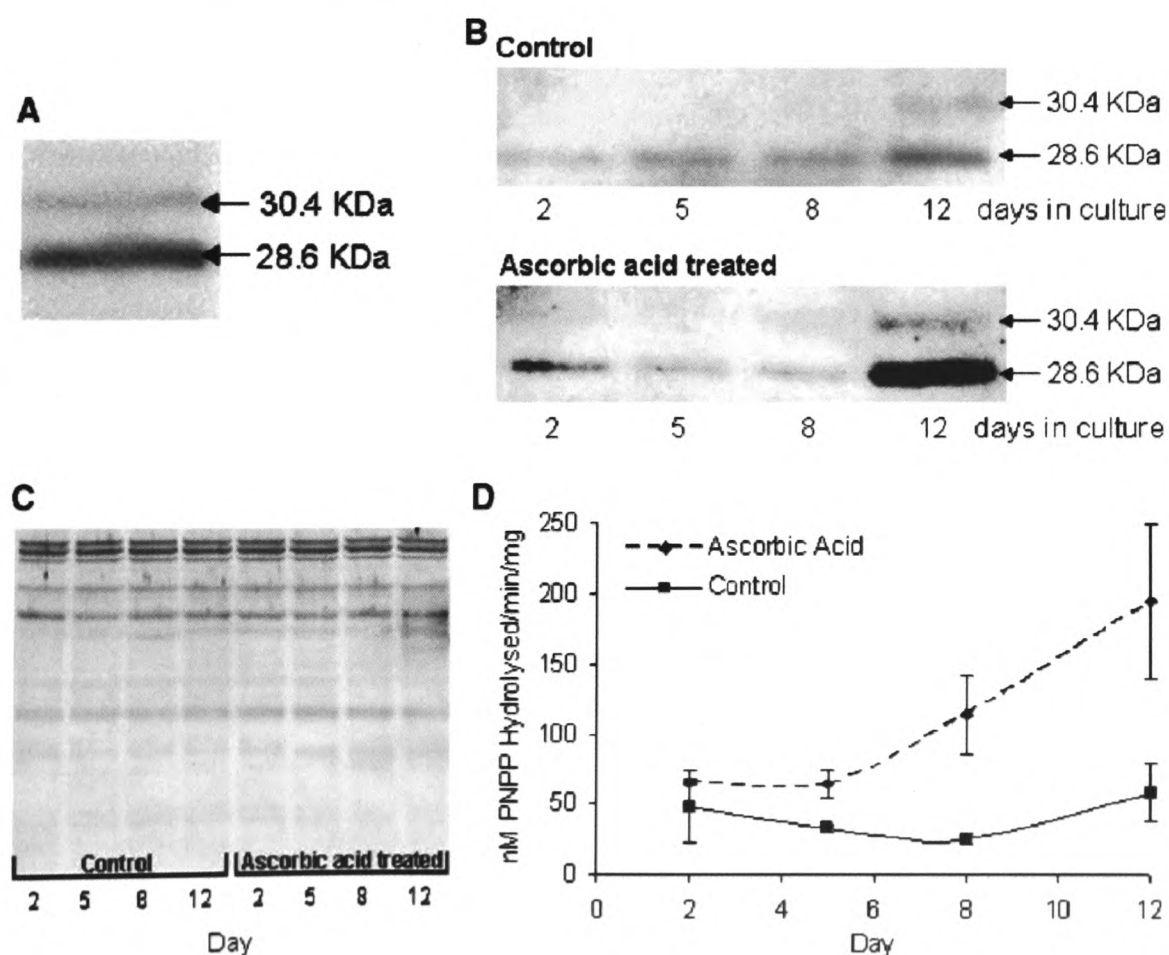 A
30.4 KDa
28.6 KDa
B
Control
30.4 KDa
28.6 KDa
2 5 8 12 days in culture
Ascorbic acid treated
30.4 KDa
28.6 KDa
2 5 8 12 days in culture
C
Control Ascorbic acid treated
2 5 8 12 2 5 8 12
Day
D
nM PNPP Hydrolysed/min/mg
250
200
150
100
50
0
Ascorbic Acid
Control
0 2 4 6 8 10 12
Day